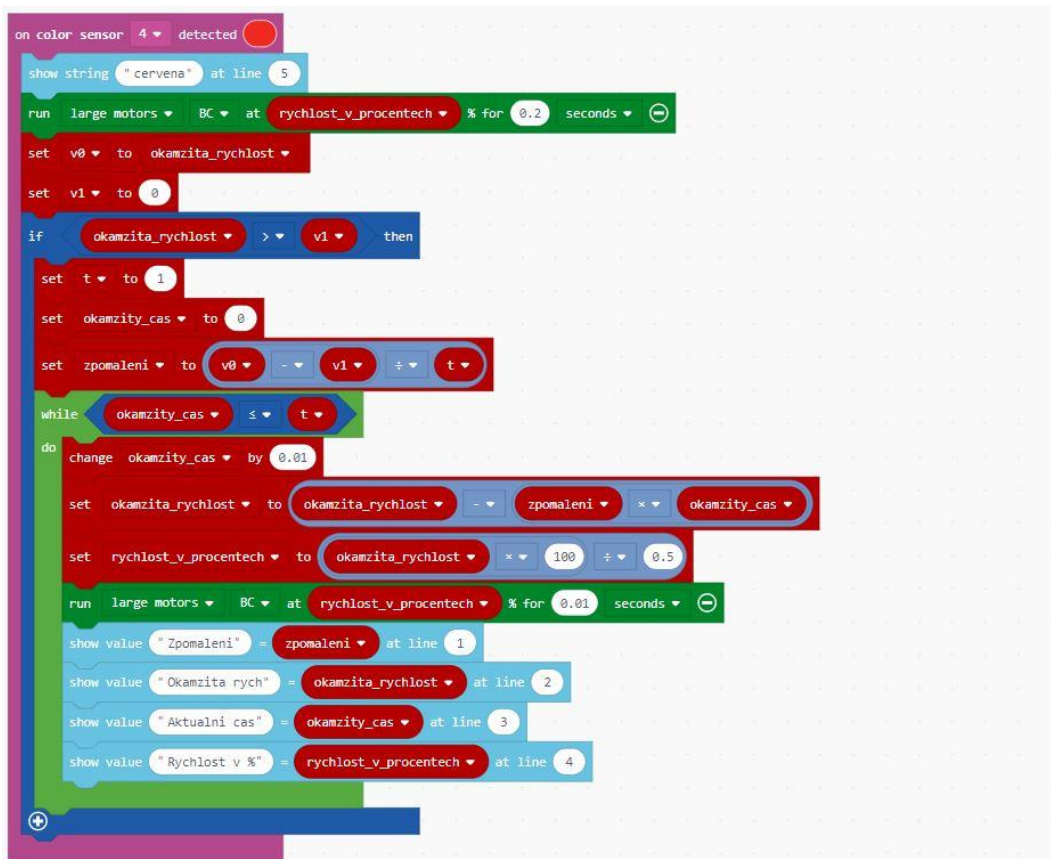 on color sensor 4 detected
show string "cervena" at line 5
run large motors BC at rychlost_v_procentech % for 0.2 seconds
set v0 to okamzita_rychlost
set v1 to 0
if okamzita_rychlost > v1 then
set t to 1
set okamzity_cas to 0
set zpomaleni to v0 - v1 ÷ t
while okamzity_cas ≤ t
do
change okamzity_cas by 0.01
set okamzita_rychlost to okamzita_rychlost - zpomaleni × okamzity_cas
set rychlost_v_procentech to okamzita_rychlost × 100 ÷ 0.5
run large motors BC at rychlost_v_procentech % for 0.01 seconds
show value "Zpomaleni" = zpomaleni at line 1
show value "Okamzita rych" = okamzita_rychlost at line 2
show value "Aktualni cas" = okamzity_cas at line 3
show value "Rychlost v %" = rychlost_v_procentech at line 4